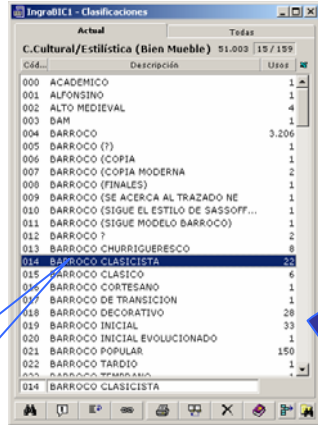 IngraBIC1 - Clasificaciones
Actual Todas
C.Cultural/Estilística (Bien Mueble) 51.003 15/159
Cód... Descripción Usos
000 ACADEMICO 1
001 ALFONSINO 1
002 ALTO MEDIEVAL 4
003 BAM 1
004 BARROCO 3.206
005 BARROCO (?) 1
006 BARROCO (COPIA 1
007 BARROCO (COPIA MODERNA 2
008 BARROCO (FINALES) 1
009 BARROCO (SE ACERCA AL TRAZADO NE 1
010 BARROCO (SIGUE EL ESTILO DE SASSOFF... 1
011 BARROCO (SIGUE MODELO BARROCO) 1
012 BARROCO ? 2
013 BARROCO CHURRIGUERESCO 8
014 BARROCO CLASICISTA 22
015 BARROCO CLASICO 6
016 BARROCO CORTESANO 1
017 BARROCO DE TRANSICION 1
018 BARROCO DECORATIVO 28
019 BARROCO INICIAL 33
020 BARROCO INICIAL EVOLUCIONADO 1
021 BARROCO POPULAR 150
022 BARROCO TARDIO 1
023 BARROCO TEMPRANO
014 BARROCO CLASICISTA